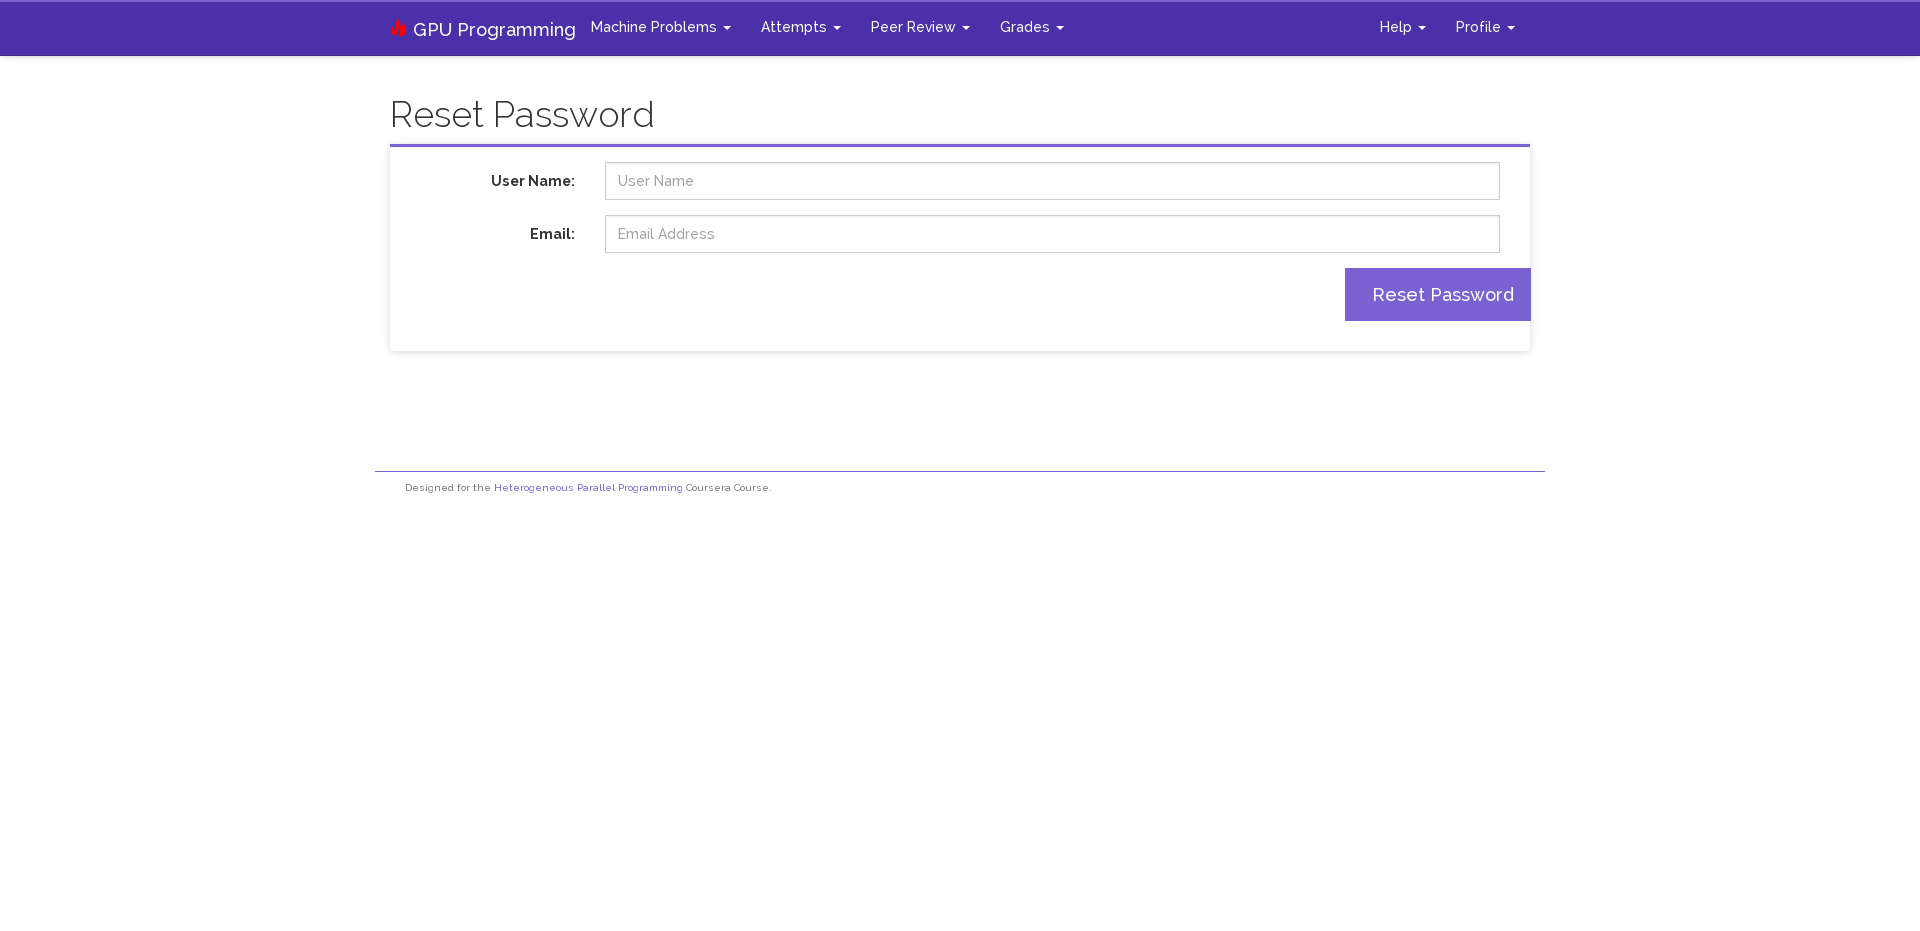 GPU Programming Machine Problems Attempts Peer Review Grades Help Profile
Reset Password
User Name: User Name
Email: Email Address
Reset Password
Designed for the Heterogeneous Parallel Programming Coursera Course.